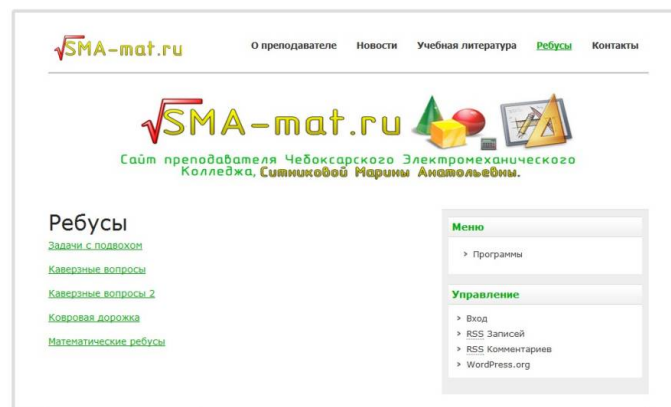 √SMA-mat.ru
О преподавателе Новости Учебная литература Ребусы Контакты
√SMA-mat.ru
Сайт преподавателя Чебоксарского Электромеханического
Колледжа, Ситниковой Марины Анатольевны.
Ребусы
Задачи с подвохом
Каверзные вопросы
Каверзные вопросы 2
Ковровая дорожка
Математические ребусы
Меню
> Программы
Управление
> Вход
> RSS Записей
> RSS Комментариев
> WordPress.org